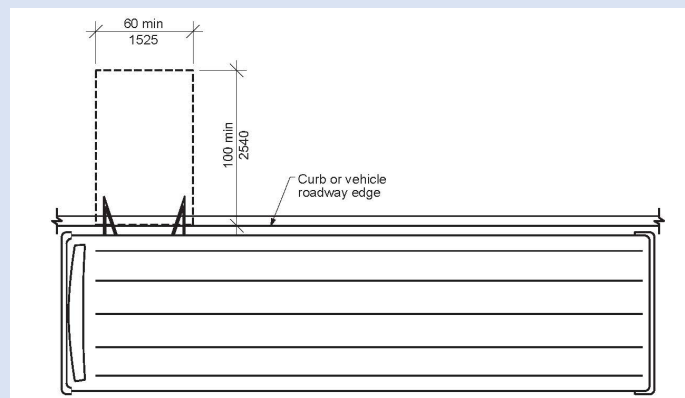 60 min
1525
100 min
2540
Curb or vehicle
roadway edge